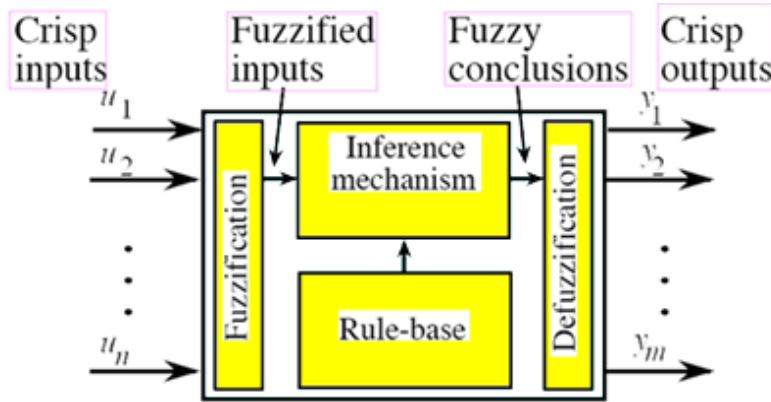 Crisp
inputs
Fuzzified
inputs
Fuzzy
conclusions
Crisp
outputs
u1
u2
un
Fuzzification
Inference
mechanism
Rule-base
Defuzzification
y1
y2
ym